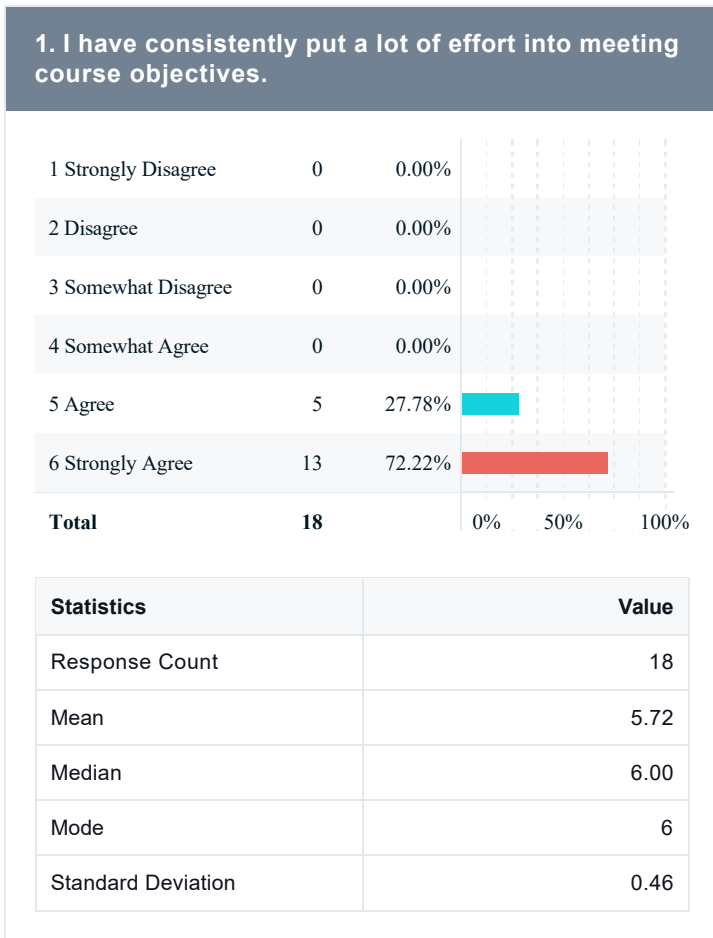 1. I have consistently put a lot of effort into meeting
course objectives.
1 Strongly Disagree 0 0.00%
2 Disagree 0 0.00%
3 Somewhat Disagree 0 0.00%
4 Somewhat Agree 0 0.00%
5 Agree 5 27.78%
6 Strongly Agree 13 72.22%
Total 18 0% 50% 100%
Statistics Value
Response Count 18
Mean 5.72
Median 6.00
Mode 6
Standard Deviation 0.46